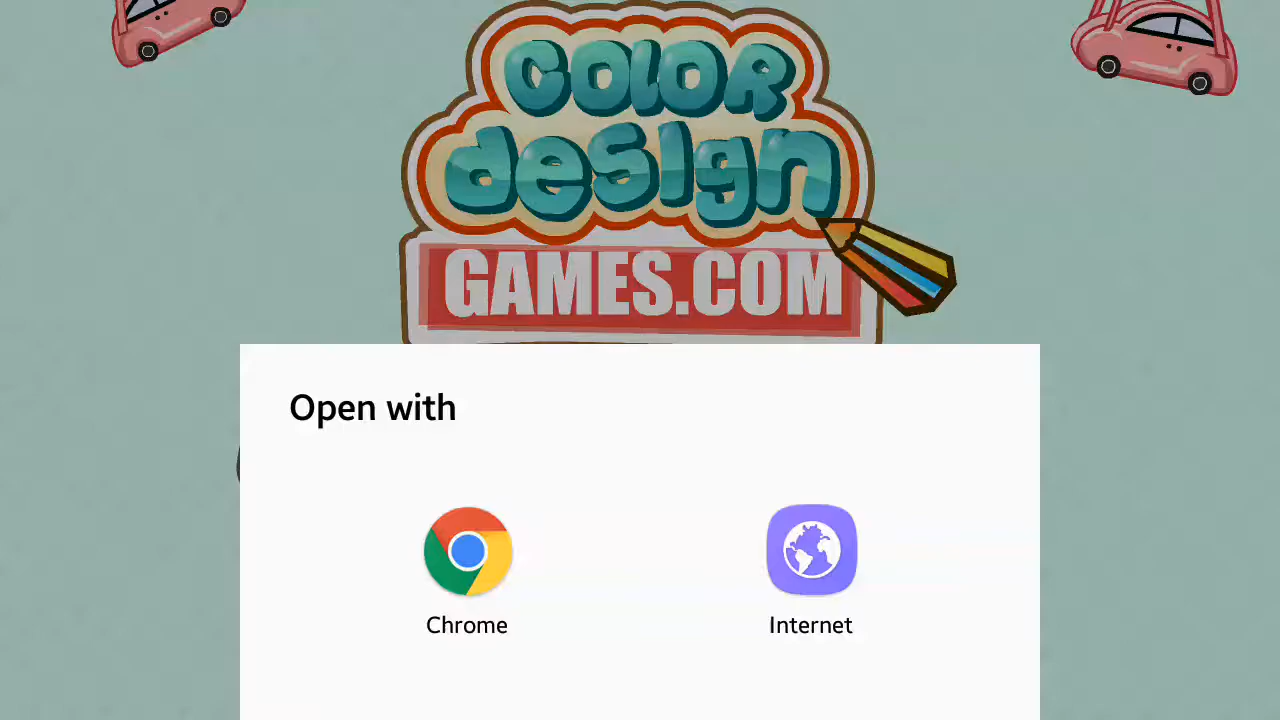 COLOR
design
GAMES.COM
Open with
Chrome
Internet